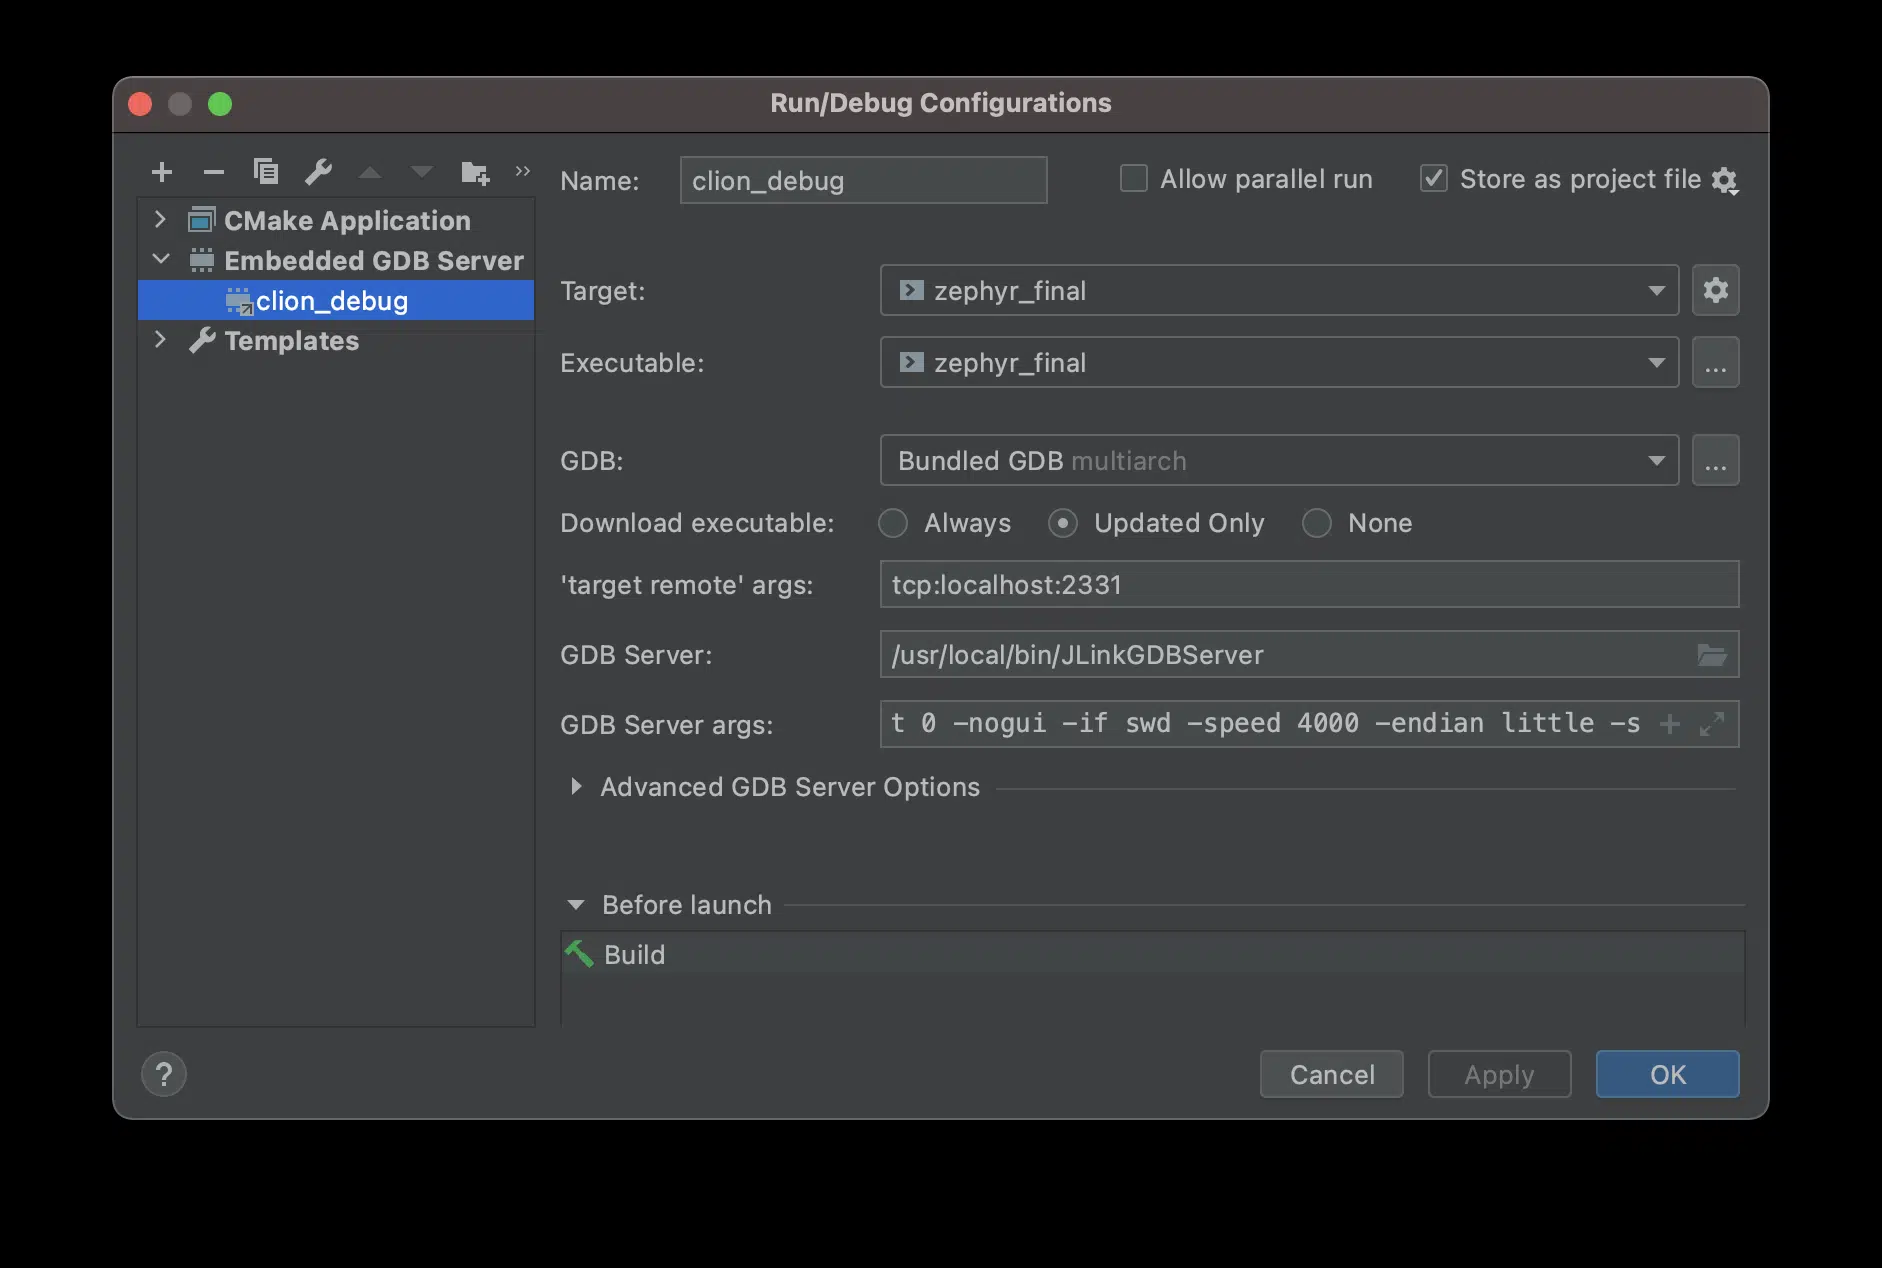 Run/Debug Configurations
Name: clion_debug Allow parallel run Store as project file
CMake Application
Embedded GDB Server
clion_debug
Templates
Target: zephyr_final
Executable: zephyr_final ...
GDB: Bundled GDB multiarch ...
Download executable: Always Updated Only None
'target remote' args: tcp:localhost:2331
GDB Server: /usr/local/bin/JLinkGDBServer
GDB Server args: t 0 -nogui -if swd -speed 4000 -endian little -s
Advanced GDB Server Options
Before launch
Build
? Cancel Apply OK